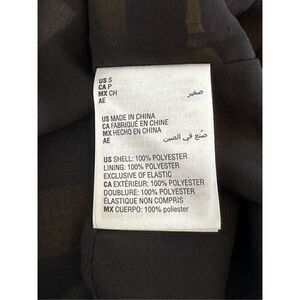 US S
CA P
MX CH
AE صغير
US MADE IN CHINA
CA FABRIQUÉ EN CHINE
MX HECHO EN CHINA
AE صنع في الصين
US SHELL: 100% POLYESTER
LINING: 100% POLYESTER
EXCLUSIVE OF ELASTIC
CA EXTÉRIEUR: 100% POLYESTER
DOUBLURE: 100% POLYESTER
ÉLASTIQUE NON COMPRIS
MX CUERPO: 100% poliester